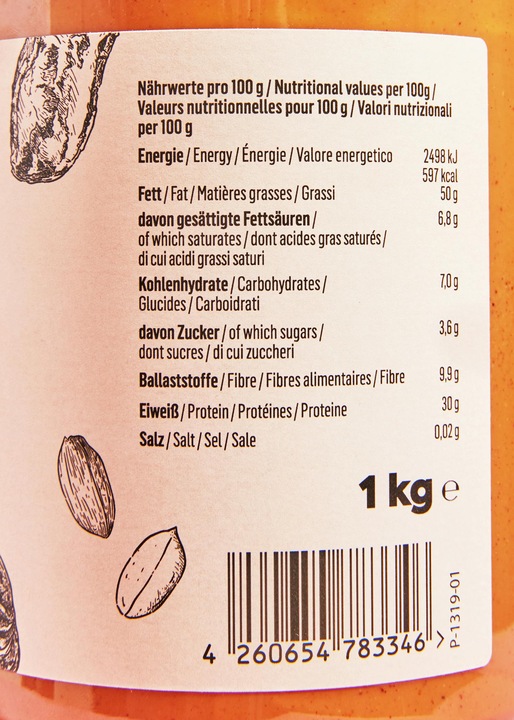 Nährwerte pro 100 g / Nutritional values per 100g /
Valeurs nutritionnelles pour 100 g / Valori nutrizionali
per 100 g
Energie / Energy / Énergie / Valore energetico 2498 kJ
597 kcal
Fett / Fat / Matières grasses / Grassi 50 g
davon gesättigte Fettsäuren / 6,8 g
of which saturates / dont acides gras saturés /
di cui acidi grassi saturi
Kohlenhydrate / Carbohydrates / 7,0 g
Glucides / Carboidrati
davon Zucker / of which sugars / 3,6 g
dont sucres / di cui zuccheri
Ballaststoffe / Fibre / Fibres alimentaires / Fibre 9,9 g
Eiweiß / Protein / Protéines / Proteine 30 g
Salz / Salt / Sel / Sale 0,02 g
1 kg e
4 260654 783346 >
P-1319-01